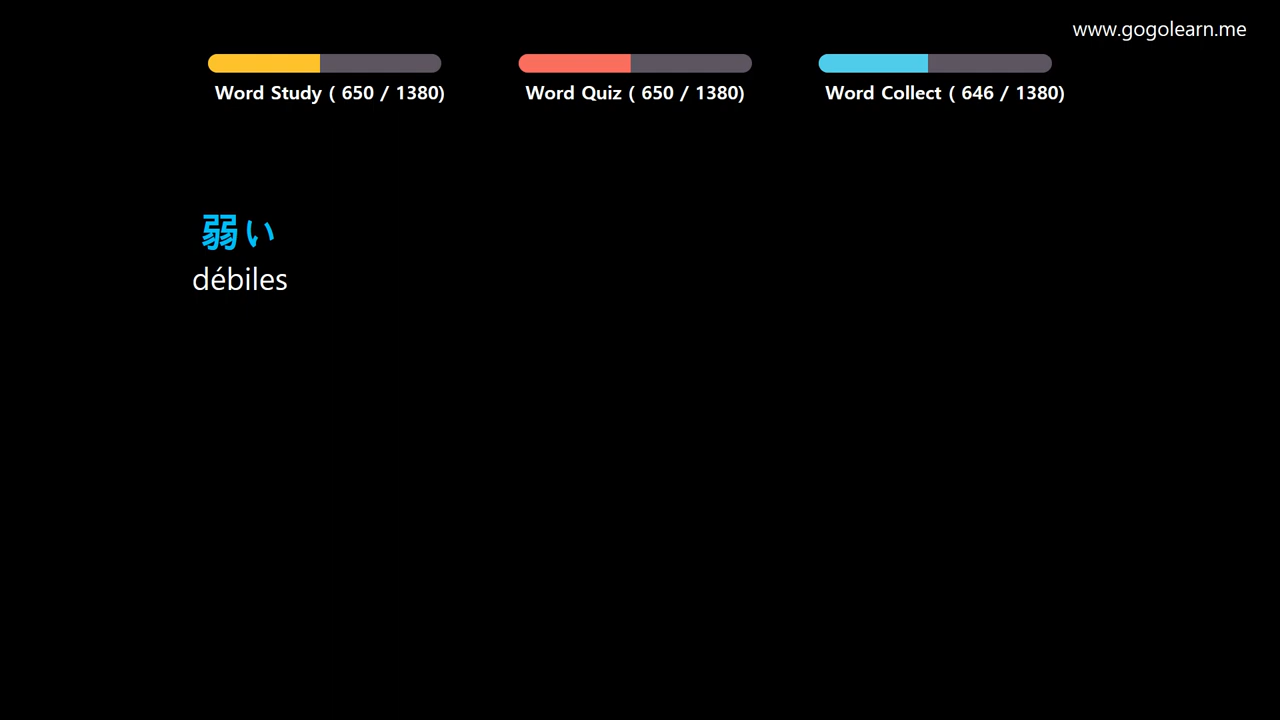 www.gogolearn.me
Word Study ( 650 / 1380)
Word Quiz ( 650 / 1380)
Word Collect ( 646 / 1380)
弱い
débiles